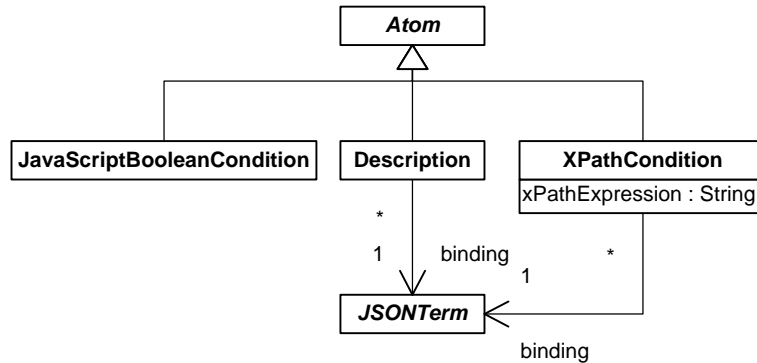 Atom
JavaScriptBooleanCondition
Description
XPathCondition
xPathExpression : String
*
*
1
binding
1
JSONTerm
binding